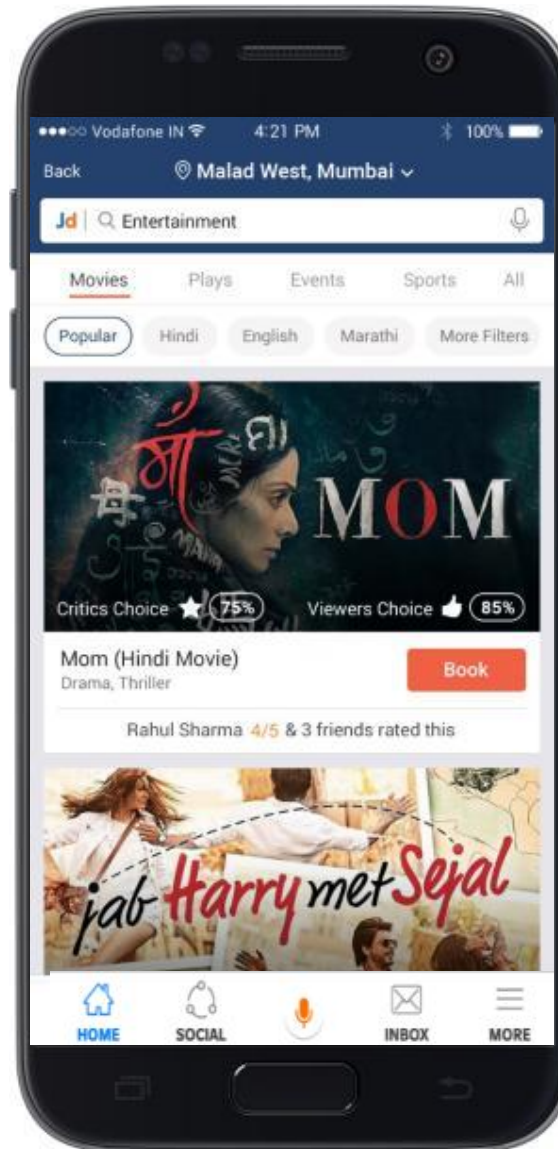 Vodafone IN 4:21 PM 100%
Back Malad West, Mumbai
Jd Entertainment
Movies Plays Events Sports All
Popular Hindi English Marathi More Filters
माँ
ਮਾਂ
母
MOM
Critics Choice 75% Viewers Choice 85%
Mom (Hindi Movie)
Drama, Thriller
Book
Rahul Sharma 4/5 & 3 friends rated this
jab Harry met Sejal
HOME SOCIAL INBOX MORE